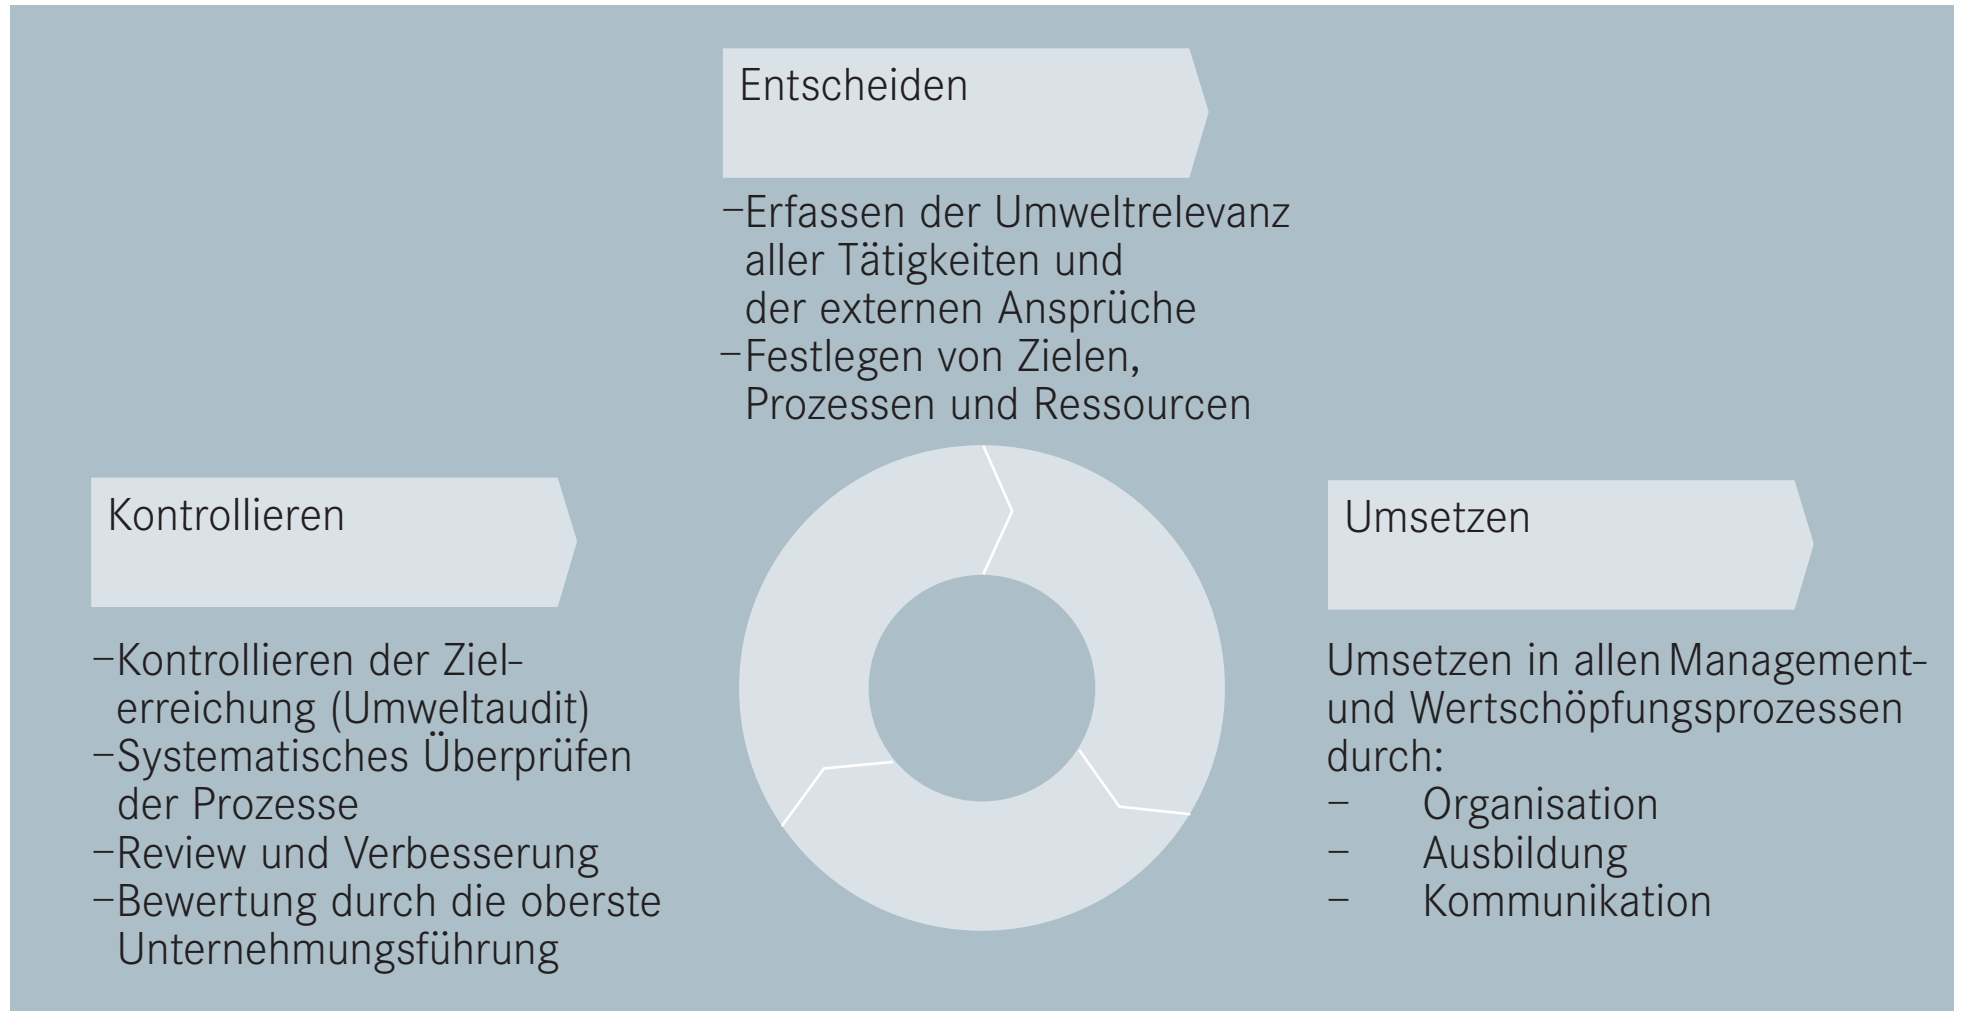 Entscheiden
–Erfassen der Umweltrelevanz
aller Tätigkeiten und
der externen Ansprüche
–Festlegen von Zielen,
Prozessen und Ressourcen
Kontrollieren
–Kontrollieren der Ziel-
erreichung (Umweltaudit)
–Systematisches Überprüfen
der Prozesse
–Review und Verbesserung
–Bewertung durch die oberste
Unternehmungsführung
Umsetzen
Umsetzen in allen Management-
und Wertschöpfungsprozessen
durch:
– Organisation
– Ausbildung
– Kommunikation